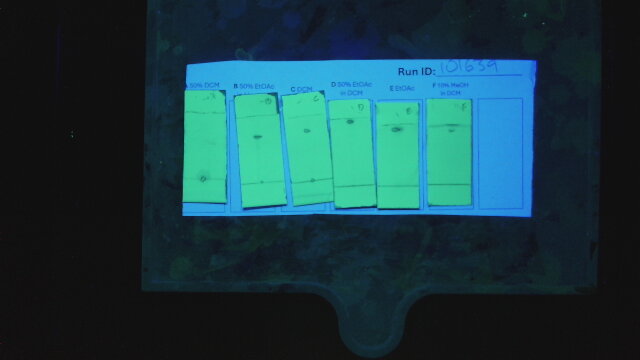 Run ID: 101639
A 50% DCM
B 50% EtOAc
C DCM
D 50% EtOAc
in DCM
E EtOAc
F 10% MeOH
in DCM
D
E
F